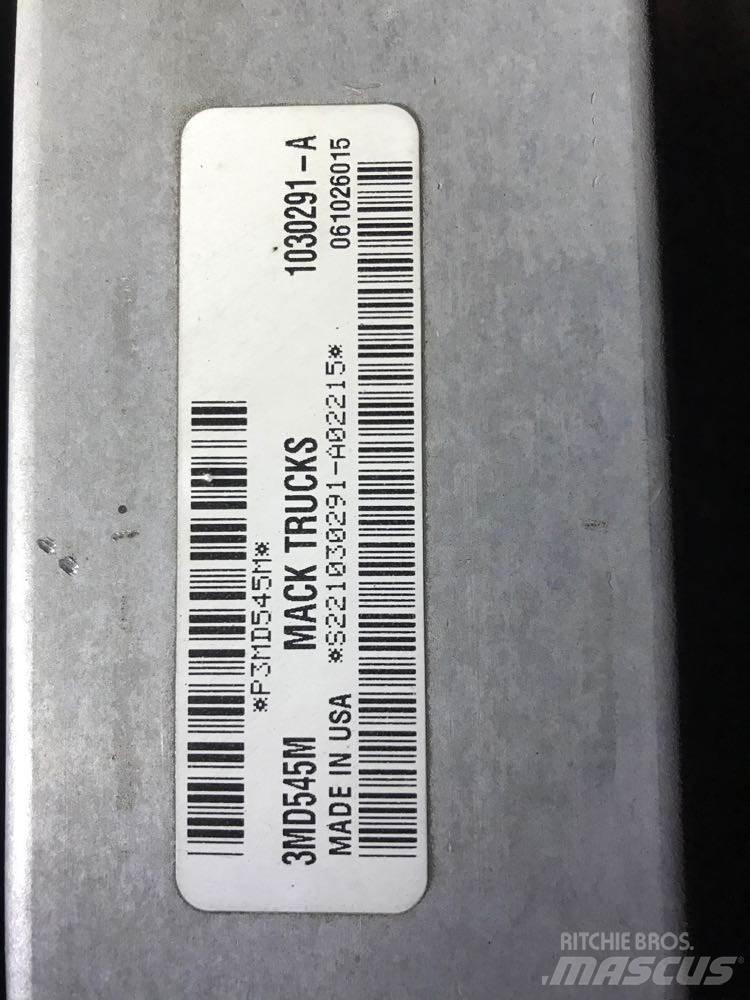 *P3MD545M*
3MD545M MACK TRUCKS 1030291-A
MADE IN USA *S221030291-A02215* 061026015
RITCHIE BROS.
MASCUS